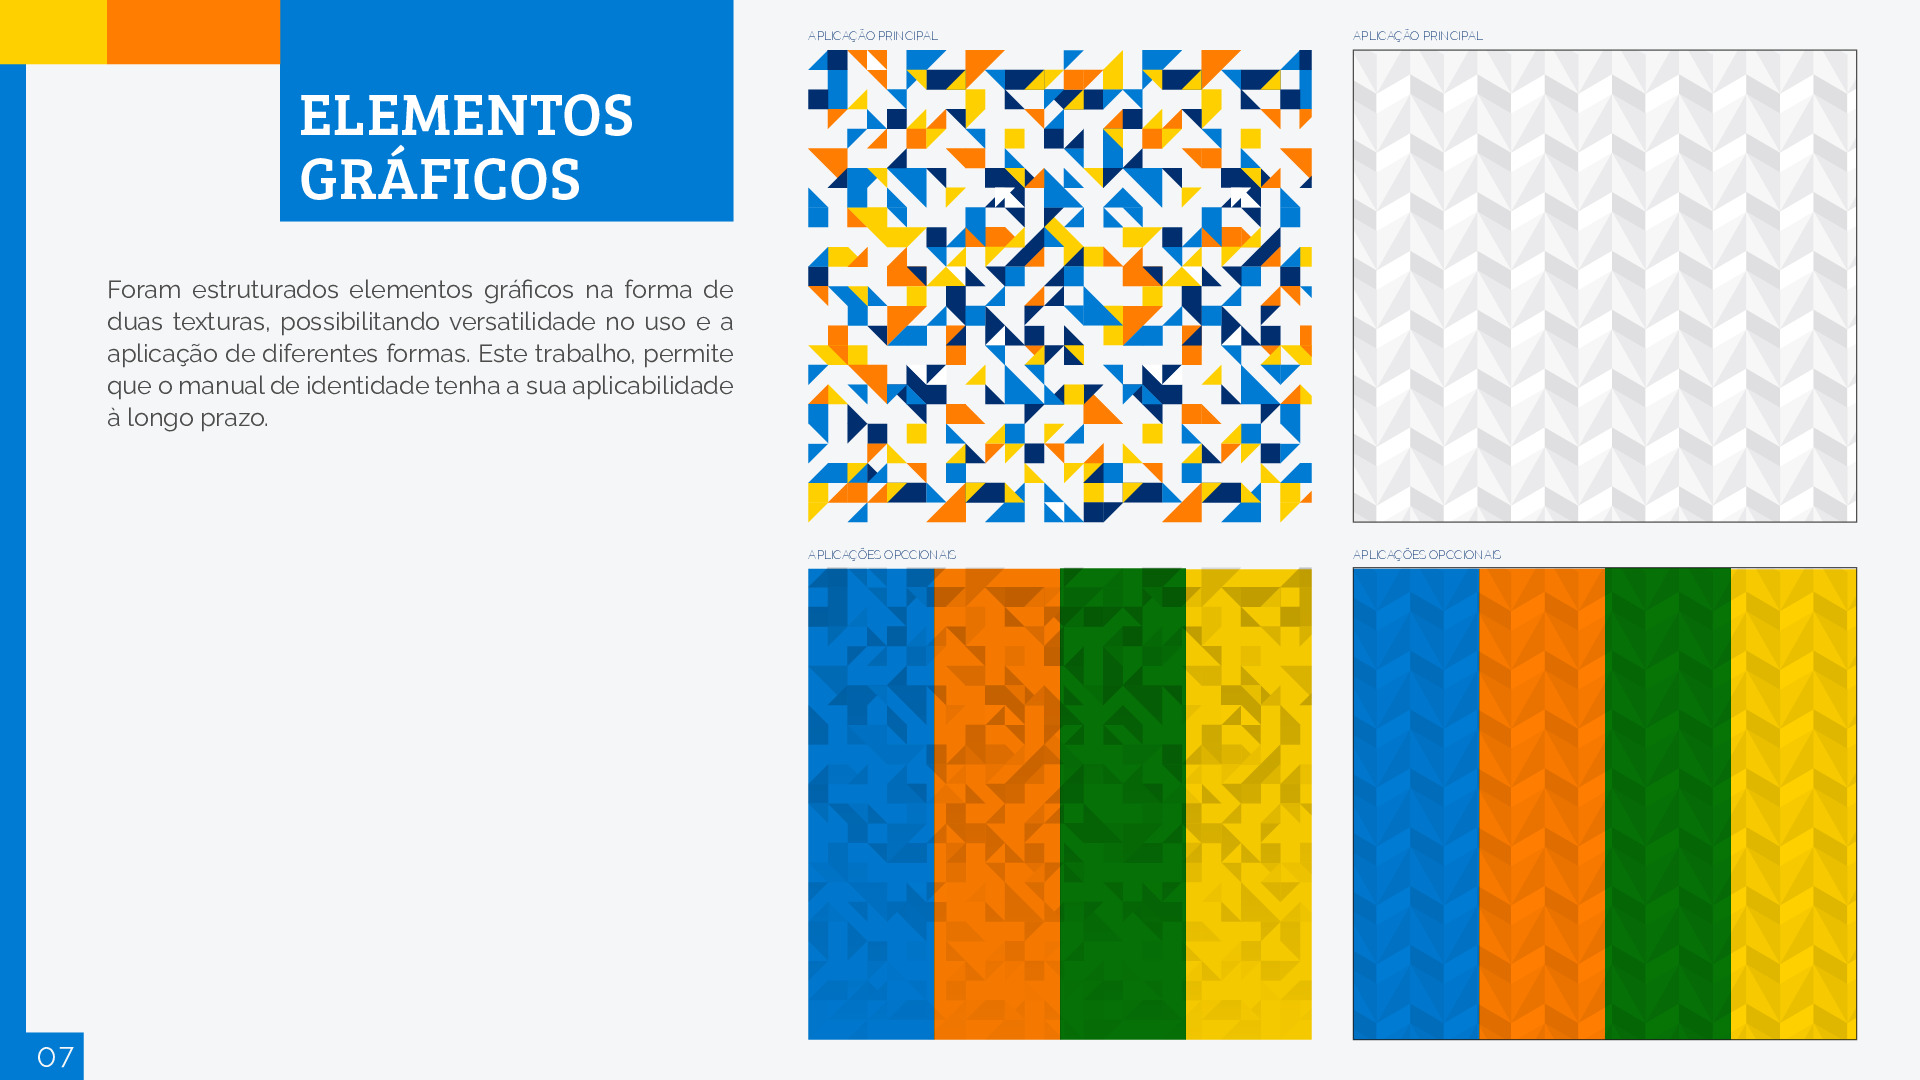 ELEMENTOS
GRÁFICOS
Foram estruturados elementos gráficos na forma de
duas texturas, possibilitando versatilidade no uso e a
aplicação de diferentes formas. Este trabalho, permite
que o manual de identidade tenha a sua aplicabilidade
à longo prazo.
APLICAÇÃO PRINCIPAL
APLICAÇÃO PRINCIPAL
APLICAÇÕES OPCCIONAIS
APLICAÇÕES OPCCIONAIS
07